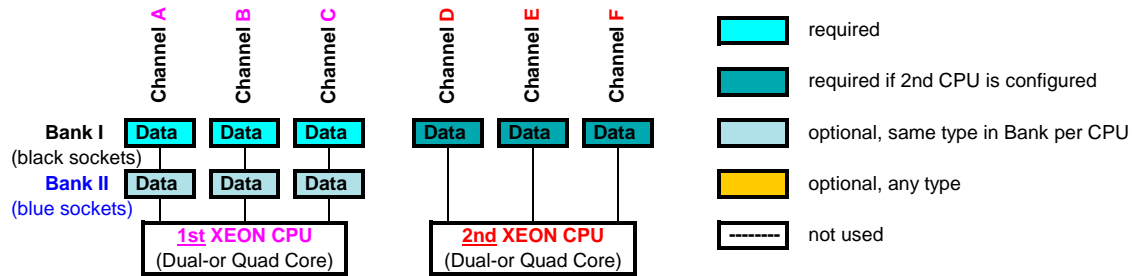 Channel A
Channel B
Channel C
Channel D
Channel E
Channel F
required
required if 2nd CPU is configured
Bank I
(black sockets)
Data Data Data Data Data Data
optional, same type in Bank per CPU
Bank II
(blue sockets)
Data Data Data
optional, any type
1st XEON CPU
(Dual-or Quad Core)
2nd XEON CPU
(Dual-or Quad Core)
-------- not used